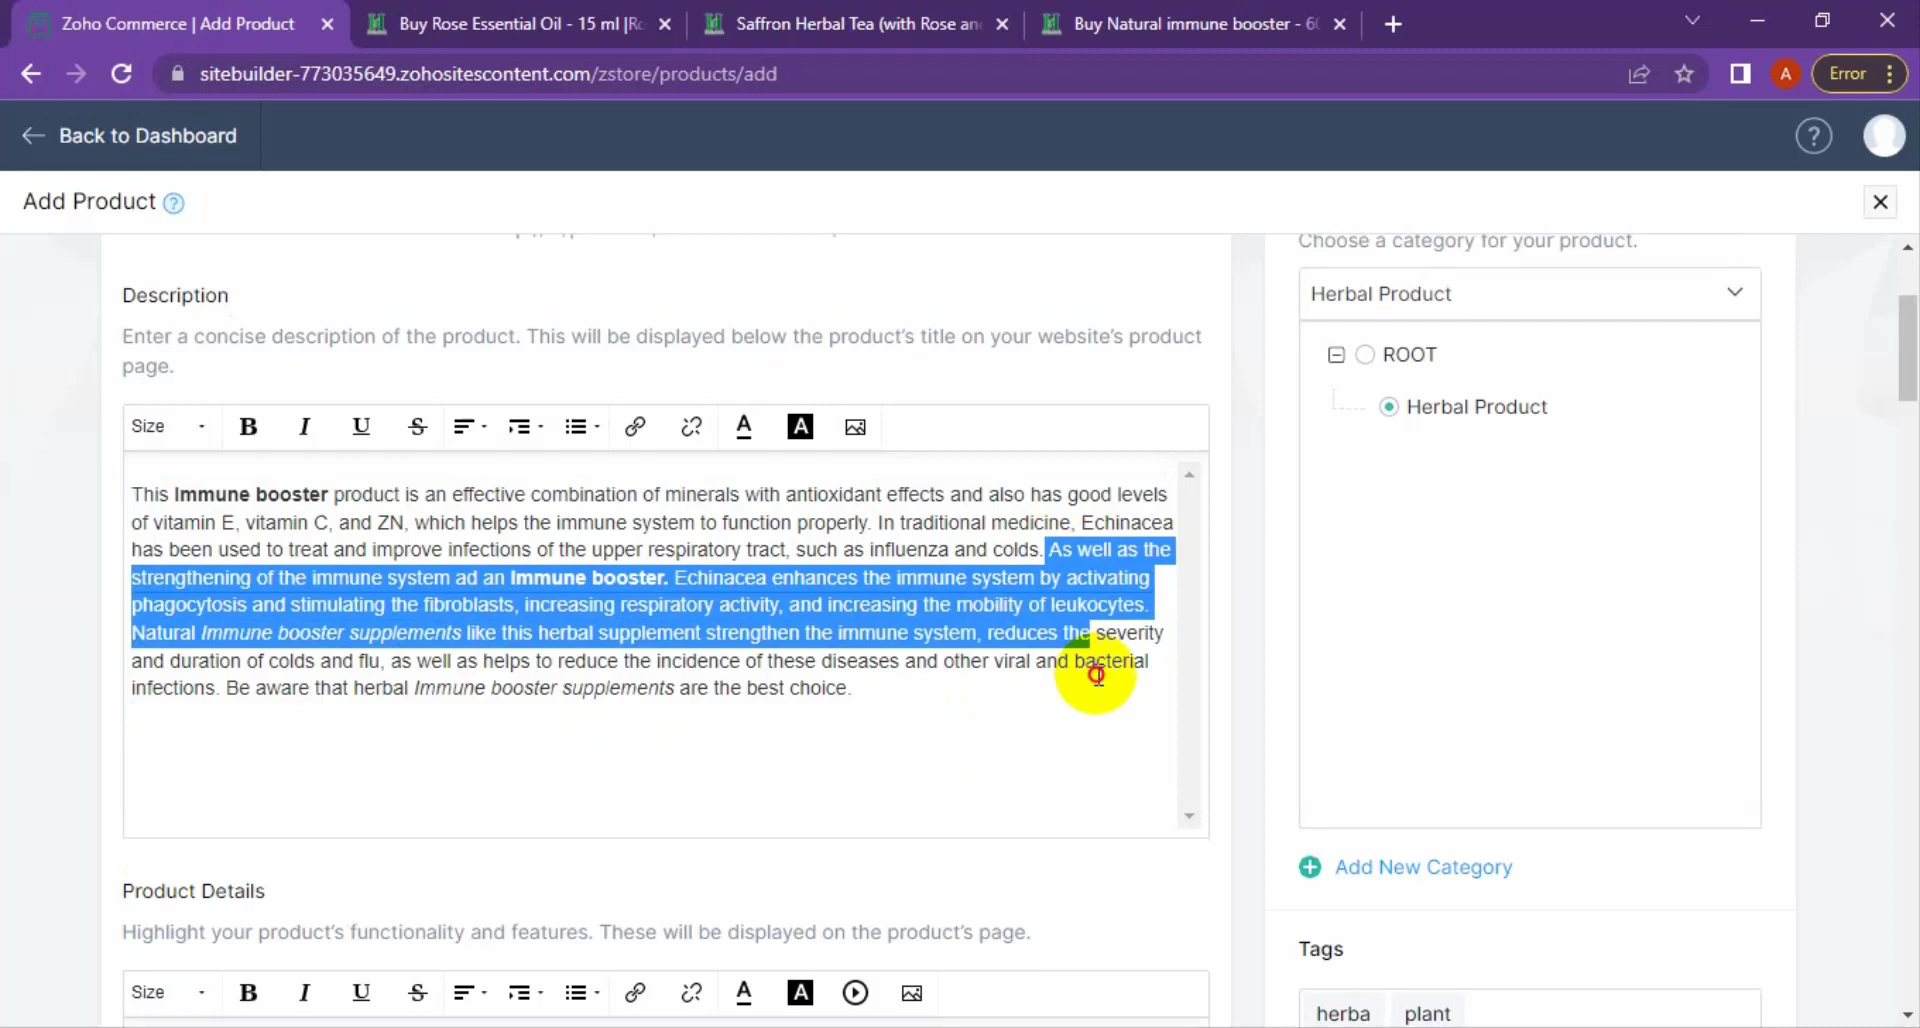 Zoho Commerce | Add Product
Buy Rose Essential Oil - 15 ml |Ro
Saffron Herbal Tea (with Rose an
Buy Natural immune booster - 60
sitebuilder-773035649.zohositescontent.com/zstore/products/add
A
Error
Back to Dashboard
?
Add Product ?
Choose a category for your product.
Description
Herbal Product
Enter a concise description of the product. This will be displayed below the product's title on your website's product
page.
ROOT
Herbal Product
Size B I U S A A
This Immune booster product is an effective combination of minerals with antioxidant effects and also has good levels
of vitamin E, vitamin C, and ZN, which helps the immune system to function properly. In traditional medicine, Echinacea
has been used to treat and improve infections of the upper respiratory tract, such as influenza and colds. As well as the
strengthening of the immune system ad an Immune booster. Echinacea enhances the immune system by activating
phagocytosis and stimulating the fibroblasts, increasing respiratory activity, and increasing the mobility of leukocytes.
Natural Immune booster supplements like this herbal supplement strengthen the immune system, reduces the severity
and duration of colds and flu, as well as helps to reduce the incidence of these diseases and other viral and bacterial
infections. Be aware that herbal Immune booster supplements are the best choice.
Add New Category
Product Details
Highlight your product's functionality and features. These will be displayed on the product's page.
Tags
Size B I U S A A
herba plant